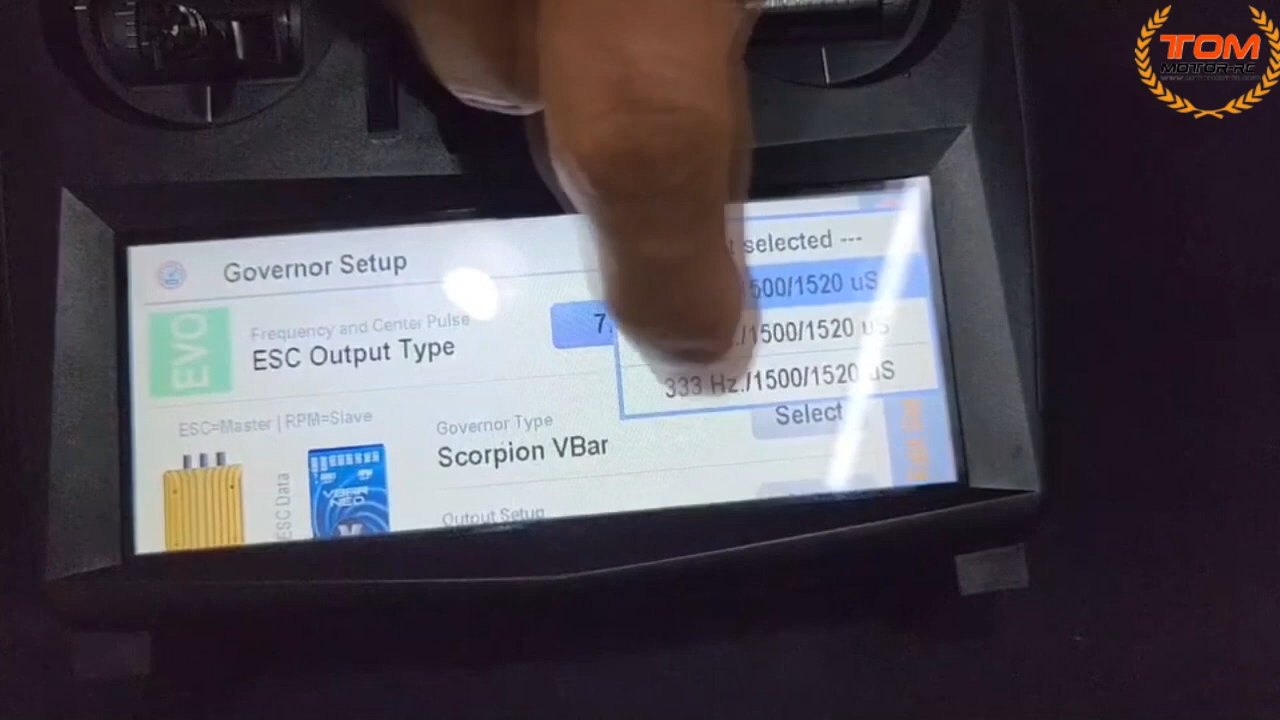 TOM
MOTOR-RC
Governor Setup
selected ---
500/1520 uS
EVO
Frequency and Center Pulse
ESC Output Type
7.
./1500/1520 uS
333 Hz./1500/1520 uS
ESC=Master | RPM=Slave
Governor Type
Scorpion VBar
Select
ESC Data
VBAR
NEO
Output Setup